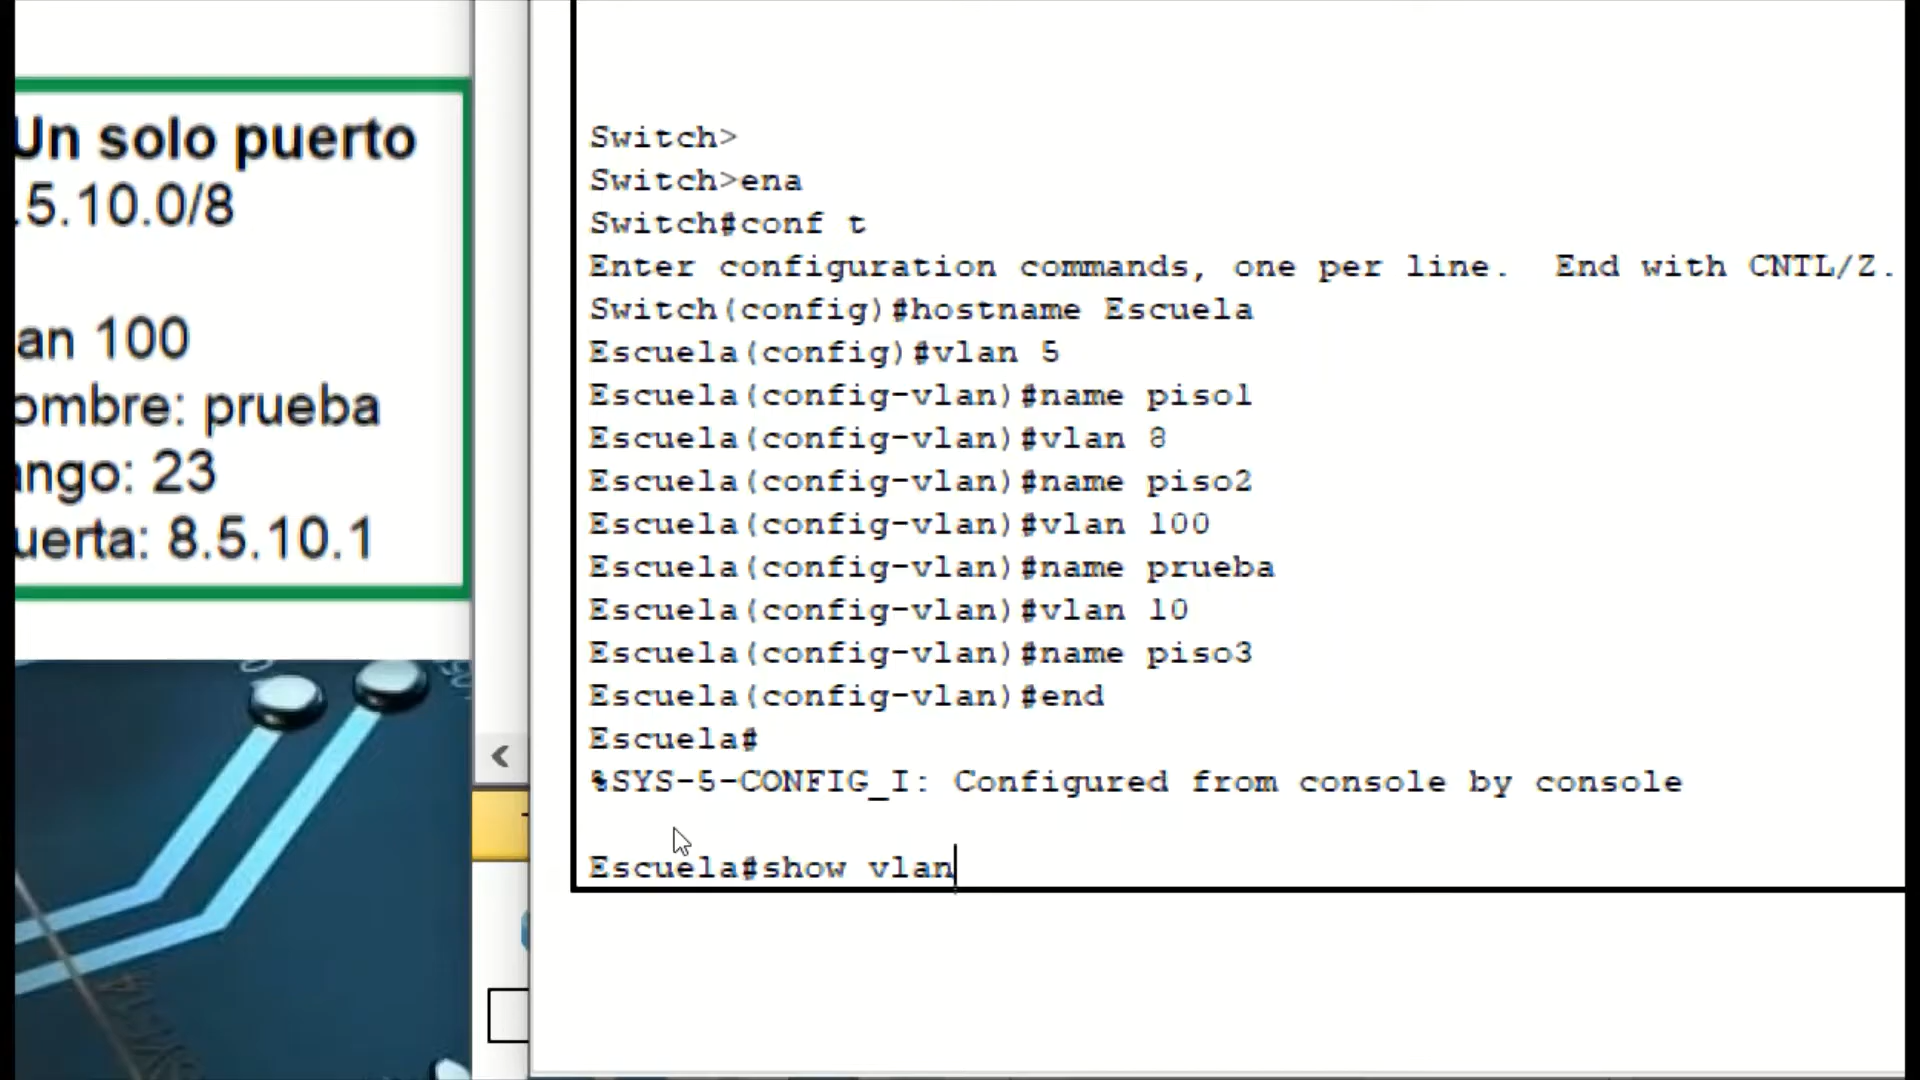 Un solo puerto
.5.10.0/8
an 100
ombre: prueba
ango: 23
uerta: 8.5.10.1
Switch>
Switch>ena
Switch#conf t
Enter configuration commands, one per line.  End with CNTL/Z.
Switch(config)#hostname Escuela
Escuela(config)#vlan 5
Escuela(config-vlan)#name piso1
Escuela(config-vlan)#vlan 8
Escuela(config-vlan)#name piso2
Escuela(config-vlan)#vlan 100
Escuela(config-vlan)#name prueba
Escuela(config-vlan)#vlan 10
Escuela(config-vlan)#name piso3
Escuela(config-vlan)#end
Escuela#
%SYS-5-CONFIG_I: Configured from console by console
Escuela#show vlan